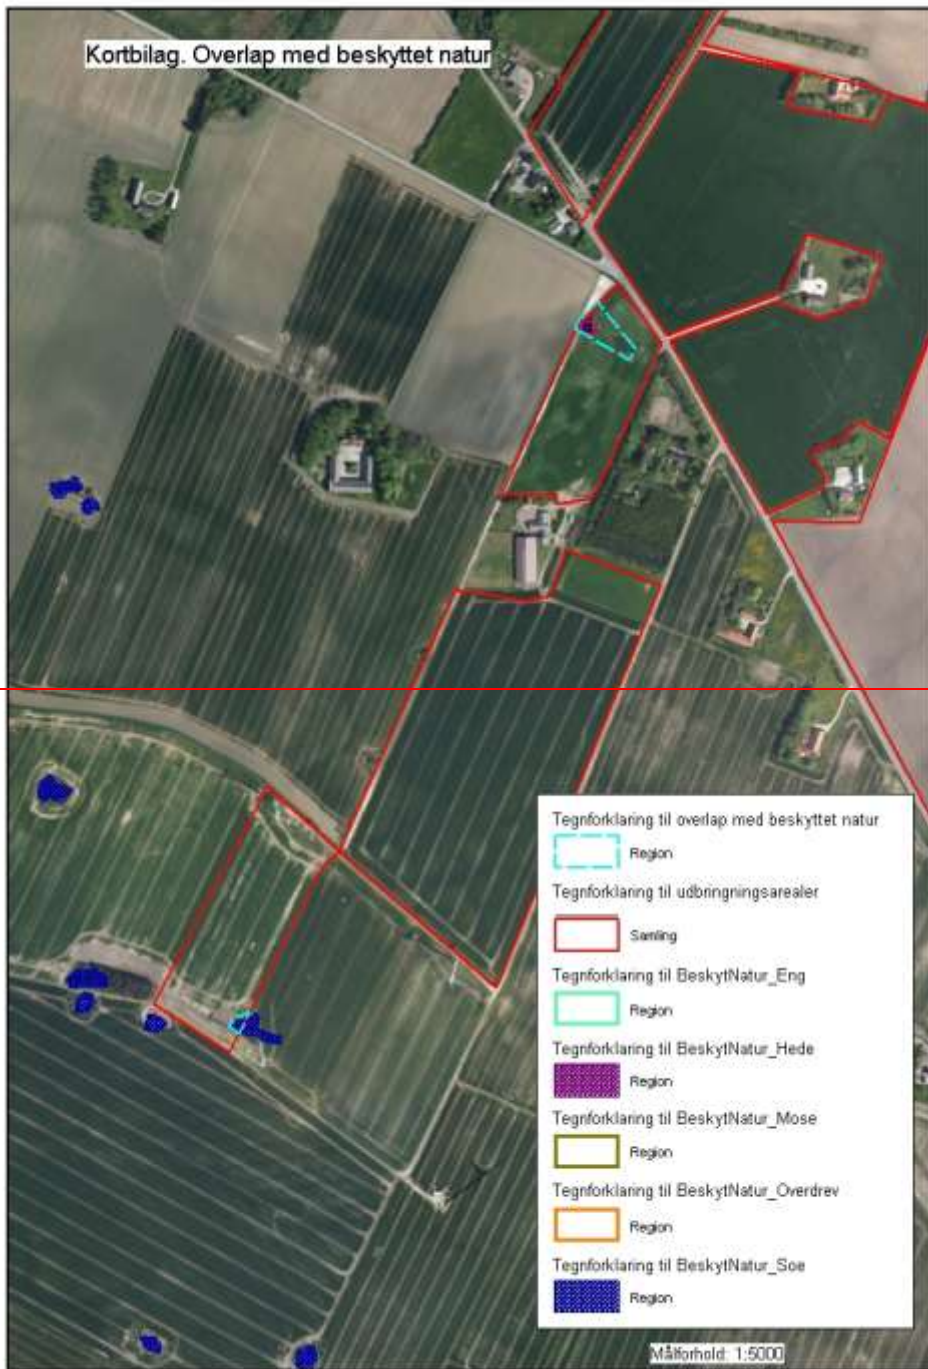 Kortbilag. Overlap med beskyttet natur
Tegnforklaring til overlap med beskyttet natur
Region
Tegnforklaring til udbringningsarealer
Samling
Tegnforklaring til BeskytNatur_Eng
Region
Tegnforklaring til BeskytNatur_Hede
Region
Tegnforklaring til BeskytNatur_Mose
Region
Tegnforklaring til BeskytNatur_Overdrev
Region
Tegnforklaring til BeskytNatur_Soe
Region
Målforhold: 1:5000